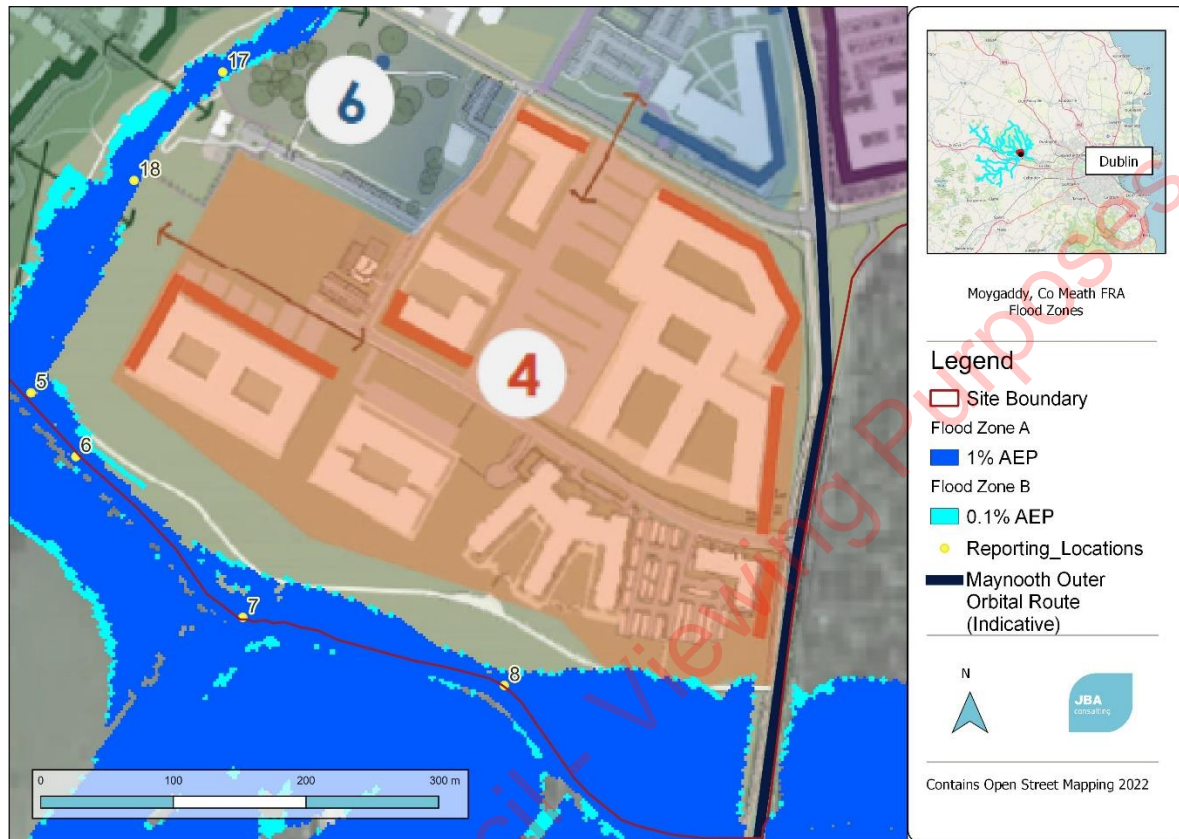 17
6
18
4
5
6
7
8
0 100 200 300 m
Dublin
Moygaddy, Co Meath FRA
Flood Zones
Legend
Site Boundary
Flood Zone A
1% AEP
Flood Zone B
0.1% AEP
Reporting_Locations
Maynooth Outer
Orbital Route
(Indicative)
N
JBA
consulting
Contains Open Street Mapping 2022
Viewing Purposes